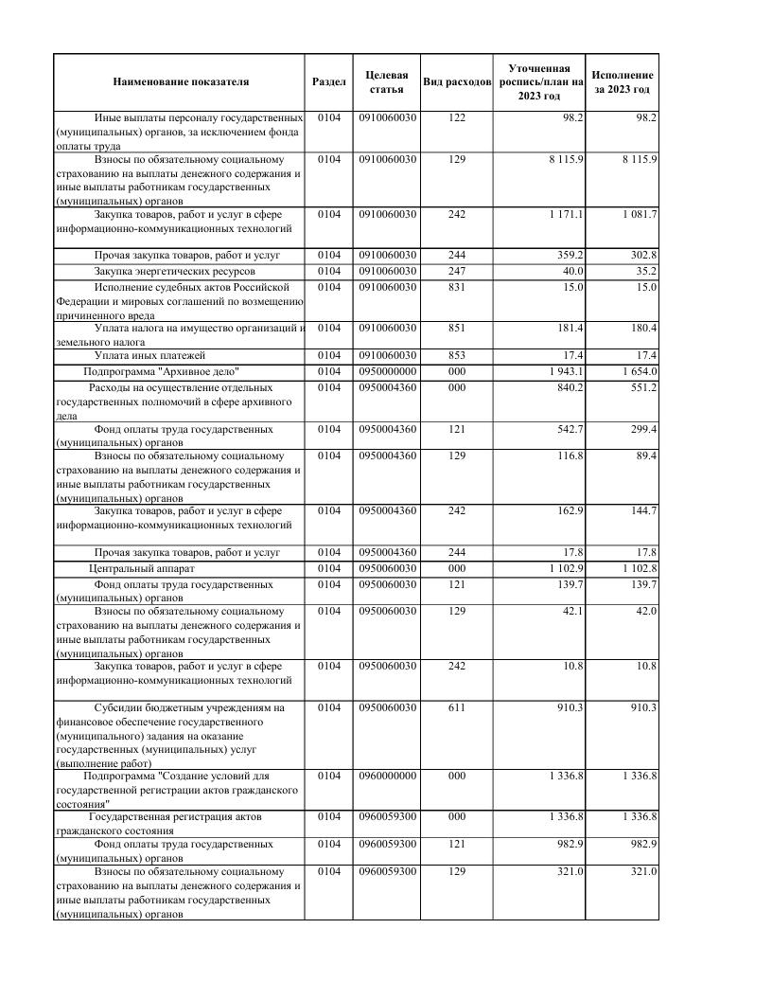 Наименование показателя Раздел Целевая статья Вид расходов Уточненная роспись/план на 2023 год Исполнение за 2023 год
Иные выплаты персоналу государственных 0104 0910060030 122 98.2 98.2
(муниципальных) органов, за исключением фонда
оплаты труда
Взносы по обязательному социальному 0104 0910060030 129 8 115.9 8 115.9
страхованию на выплаты денежного содержания и
иные выплаты работникам государственных
(муниципальных) органов
Закупка товаров, работ и услуг в сфере 0104 0910060030 242 1 171.1 1 081.7
информационно-коммуникационных технологий
Прочая закупка товаров, работ и услуг 0104 0910060030 244 359.2 302.8
Закупка энергетических ресурсов 0104 0910060030 247 40.0 35.2
Исполнение судебных актов Российской 0104 0910060030 831 15.0 15.0
Федерации и мировых соглашений по возмещению
причиненного вреда
Уплата налога на имущество организаций и 0104 0910060030 851 181.4 180.4
земельного налога
Уплата иных платежей 0104 0910060030 853 17.4 17.4
Подпрограмма "Архивное дело" 0104 0950000000 000 1 943.1 1 654.0
Расходы на осуществление отдельных 0104 0950004360 000 840.2 551.2
государственных полномочий в сфере архивного
дела
Фонд оплаты труда государственных 0104 0950004360 121 542.7 299.4
(муниципальных) органов
Взносы по обязательному социальному 0104 0950004360 129 116.8 89.4
страхованию на выплаты денежного содержания и
иные выплаты работникам государственных
(муниципальных) органов
Закупка товаров, работ и услуг в сфере 0104 0950004360 242 162.9 144.7
информационно-коммуникационных технологий
Прочая закупка товаров, работ и услуг 0104 0950004360 244 17.8 17.8
Центральный аппарат 0104 0950060030 000 1 102.9 1 102.8
Фонд оплаты труда государственных 0104 0950060030 121 139.7 139.7
(муниципальных) органов
Взносы по обязательному социальному 0104 0950060030 129 42.1 42.0
страхованию на выплаты денежного содержания и
иные выплаты работникам государственных
(муниципальных) органов
Закупка товаров, работ и услуг в сфере 0104 0950060030 242 10.8 10.8
информационно-коммуникационных технологий
Субсидии бюджетным учреждениям на 0104 0950060030 611 910.3 910.3
финансовое обеспечение государственного
(муниципального) задания на оказание
государственных (муниципальных) услуг
(выполнение работ)
Подпрограмма "Создание условий для 0104 0960000000 000 1 336.8 1 336.8
государственной регистрации актов гражданского
состояния"
Государственная регистрация актов 0104 0960059300 000 1 336.8 1 336.8
гражданского состояния
Фонд оплаты труда государственных 0104 0960059300 121 982.9 982.9
(муниципальных) органов
Взносы по обязательному социальному 0104 0960059300 129 321.0 321.0
страхованию на выплаты денежного содержания и
иные выплаты работникам государственных
(муниципальных) органов